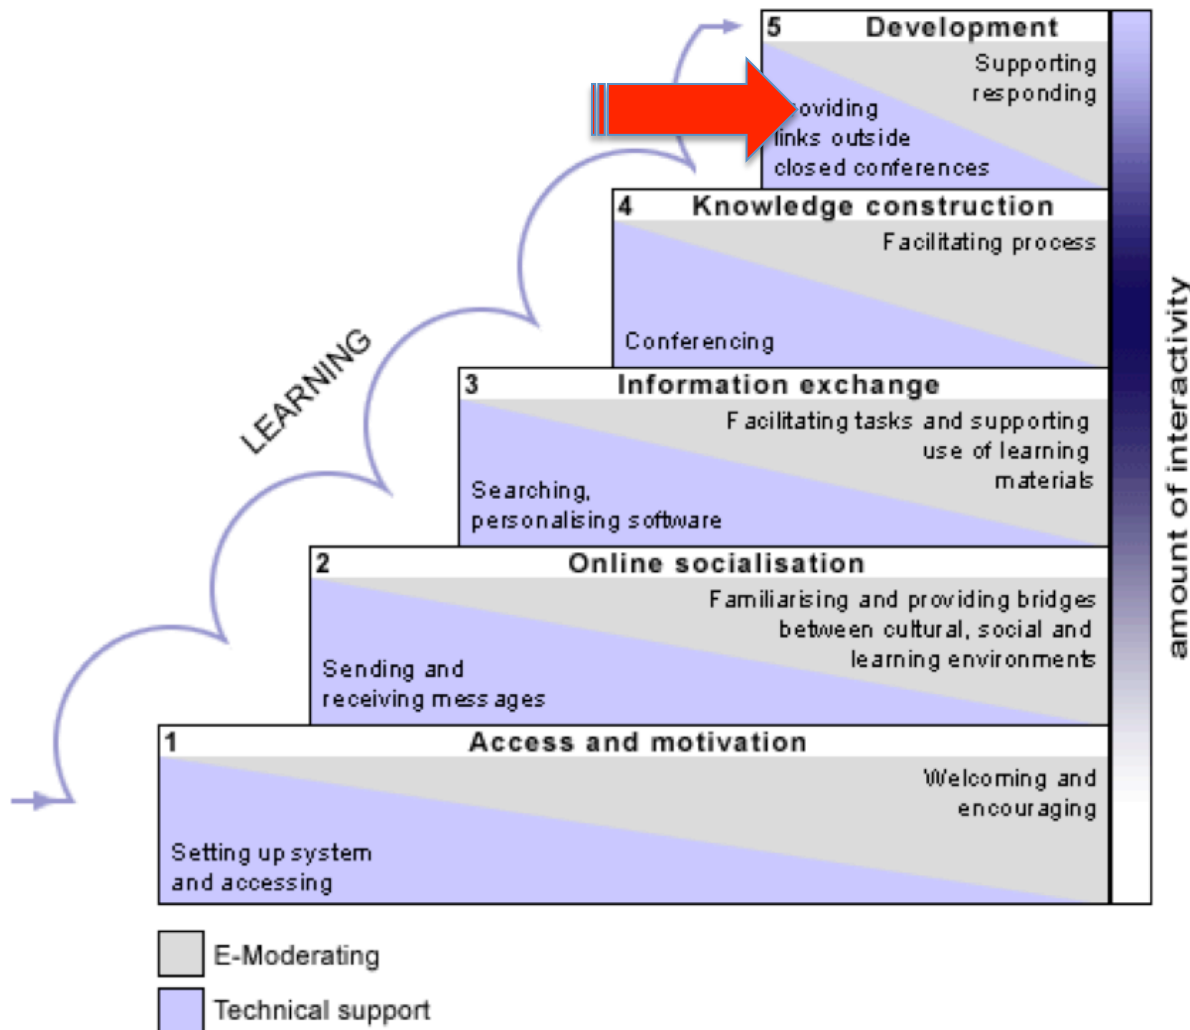 5 Development
Supporting
responding
links outside
closed conferences
4 Knowledge construction
Facilitating process
Conferencing
LEARNING
3 Information exchange
Facilitating tasks and supporting
use of learning
materials
Searching,
personalising software
2 Online socialisation
Familiarising and providing bridges
between cultural, social and
learning environments
Sending and
receiving messages
1 Access and motivation
Welcoming and
encouraging
Setting up system
and accessing
amount of interactivity
E-Moderating
Technical support